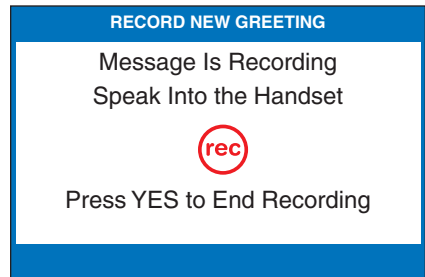 RECORD NEW GREETING
Message Is Recording
Speak Into the Handset
rec
Press YES to End Recording